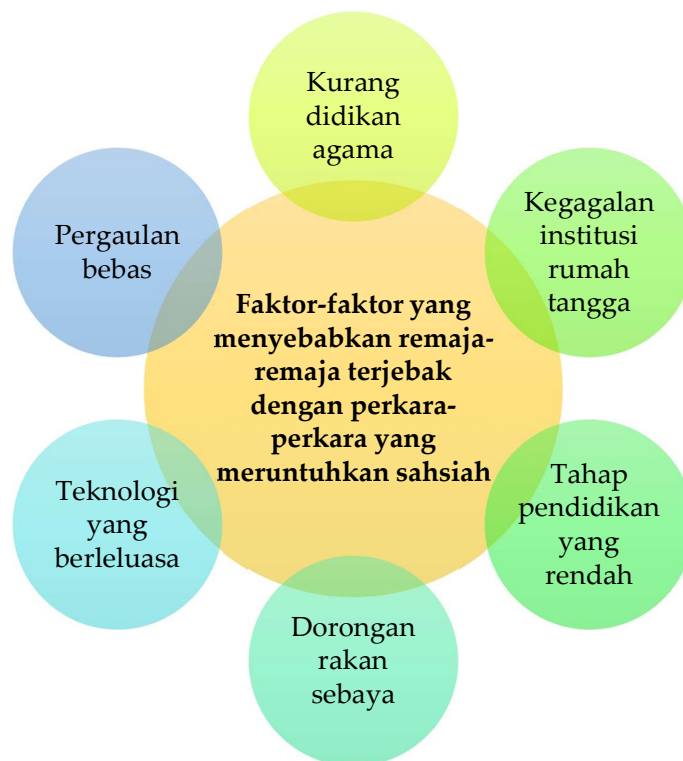 Kurang
didikan
agama
Kegagalan
institusi
rumah
tangga
Tahap
pendidikan
yang
rendah
Dorongan
rakan
sebaya
Teknologi
yang
berleluasa
Pergaulan
bebas
Faktor-faktor yang
menyebabkan remaja-
remaja terjebak
dengan perkara-
perkara yang
meruntuhkan sahsiah